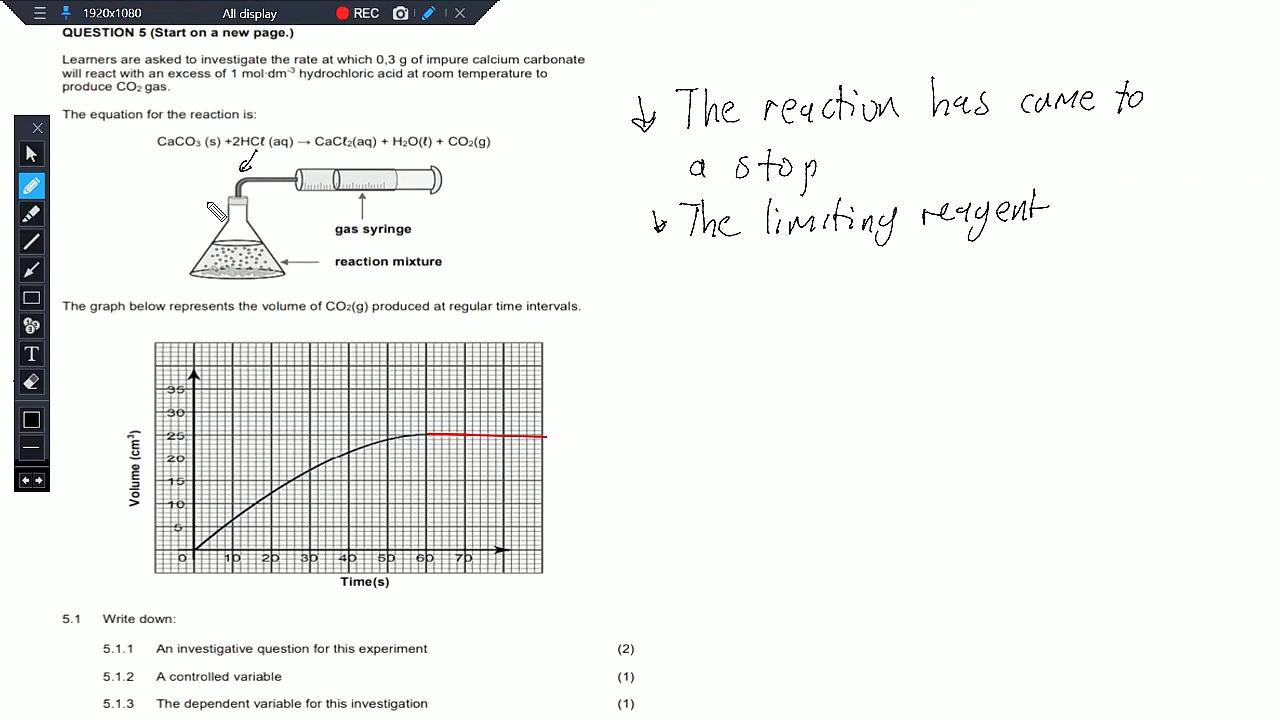 1920x1080 All display REC
QUESTION 5 (Start on a new page.)
Learners are asked to investigate the rate at which 0,3 g of impure calcium carbonate
will react with an excess of 1 mol·dm⁻³ hydrochloric acid at room temperature to
produce CO₂ gas.
The equation for the reaction is:
CaCO₃ (s) +2HCℓ (aq) → CaCℓ₂(aq) + H₂O(ℓ) + CO₂(g)
gas syringe
reaction mixture
The graph below represents the volume of CO₂(g) produced at regular time intervals.
Volume (cm³)
35
30
25
20
15
10
5
0 10 20 30 40 50 60 70
Time(s)
5.1 Write down:
5.1.1 An investigative question for this experiment (2)
5.1.2 A controlled variable (1)
5.1.3 The dependent variable for this investigation (1)
The reaction has came to
a stop
The limiting reagent
T